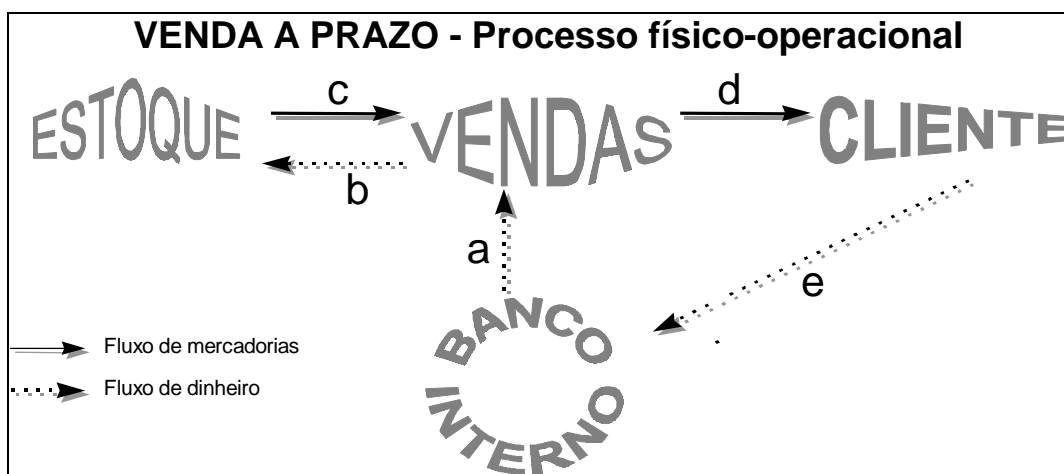 VENDA A PRAZO - Processo físico-operacional
c
d
ESTOQUE
VENDAS
CLIENTE
b
a
e
BANCO
INTERNO
Fluxo de mercadorias
Fluxo de dinheiro